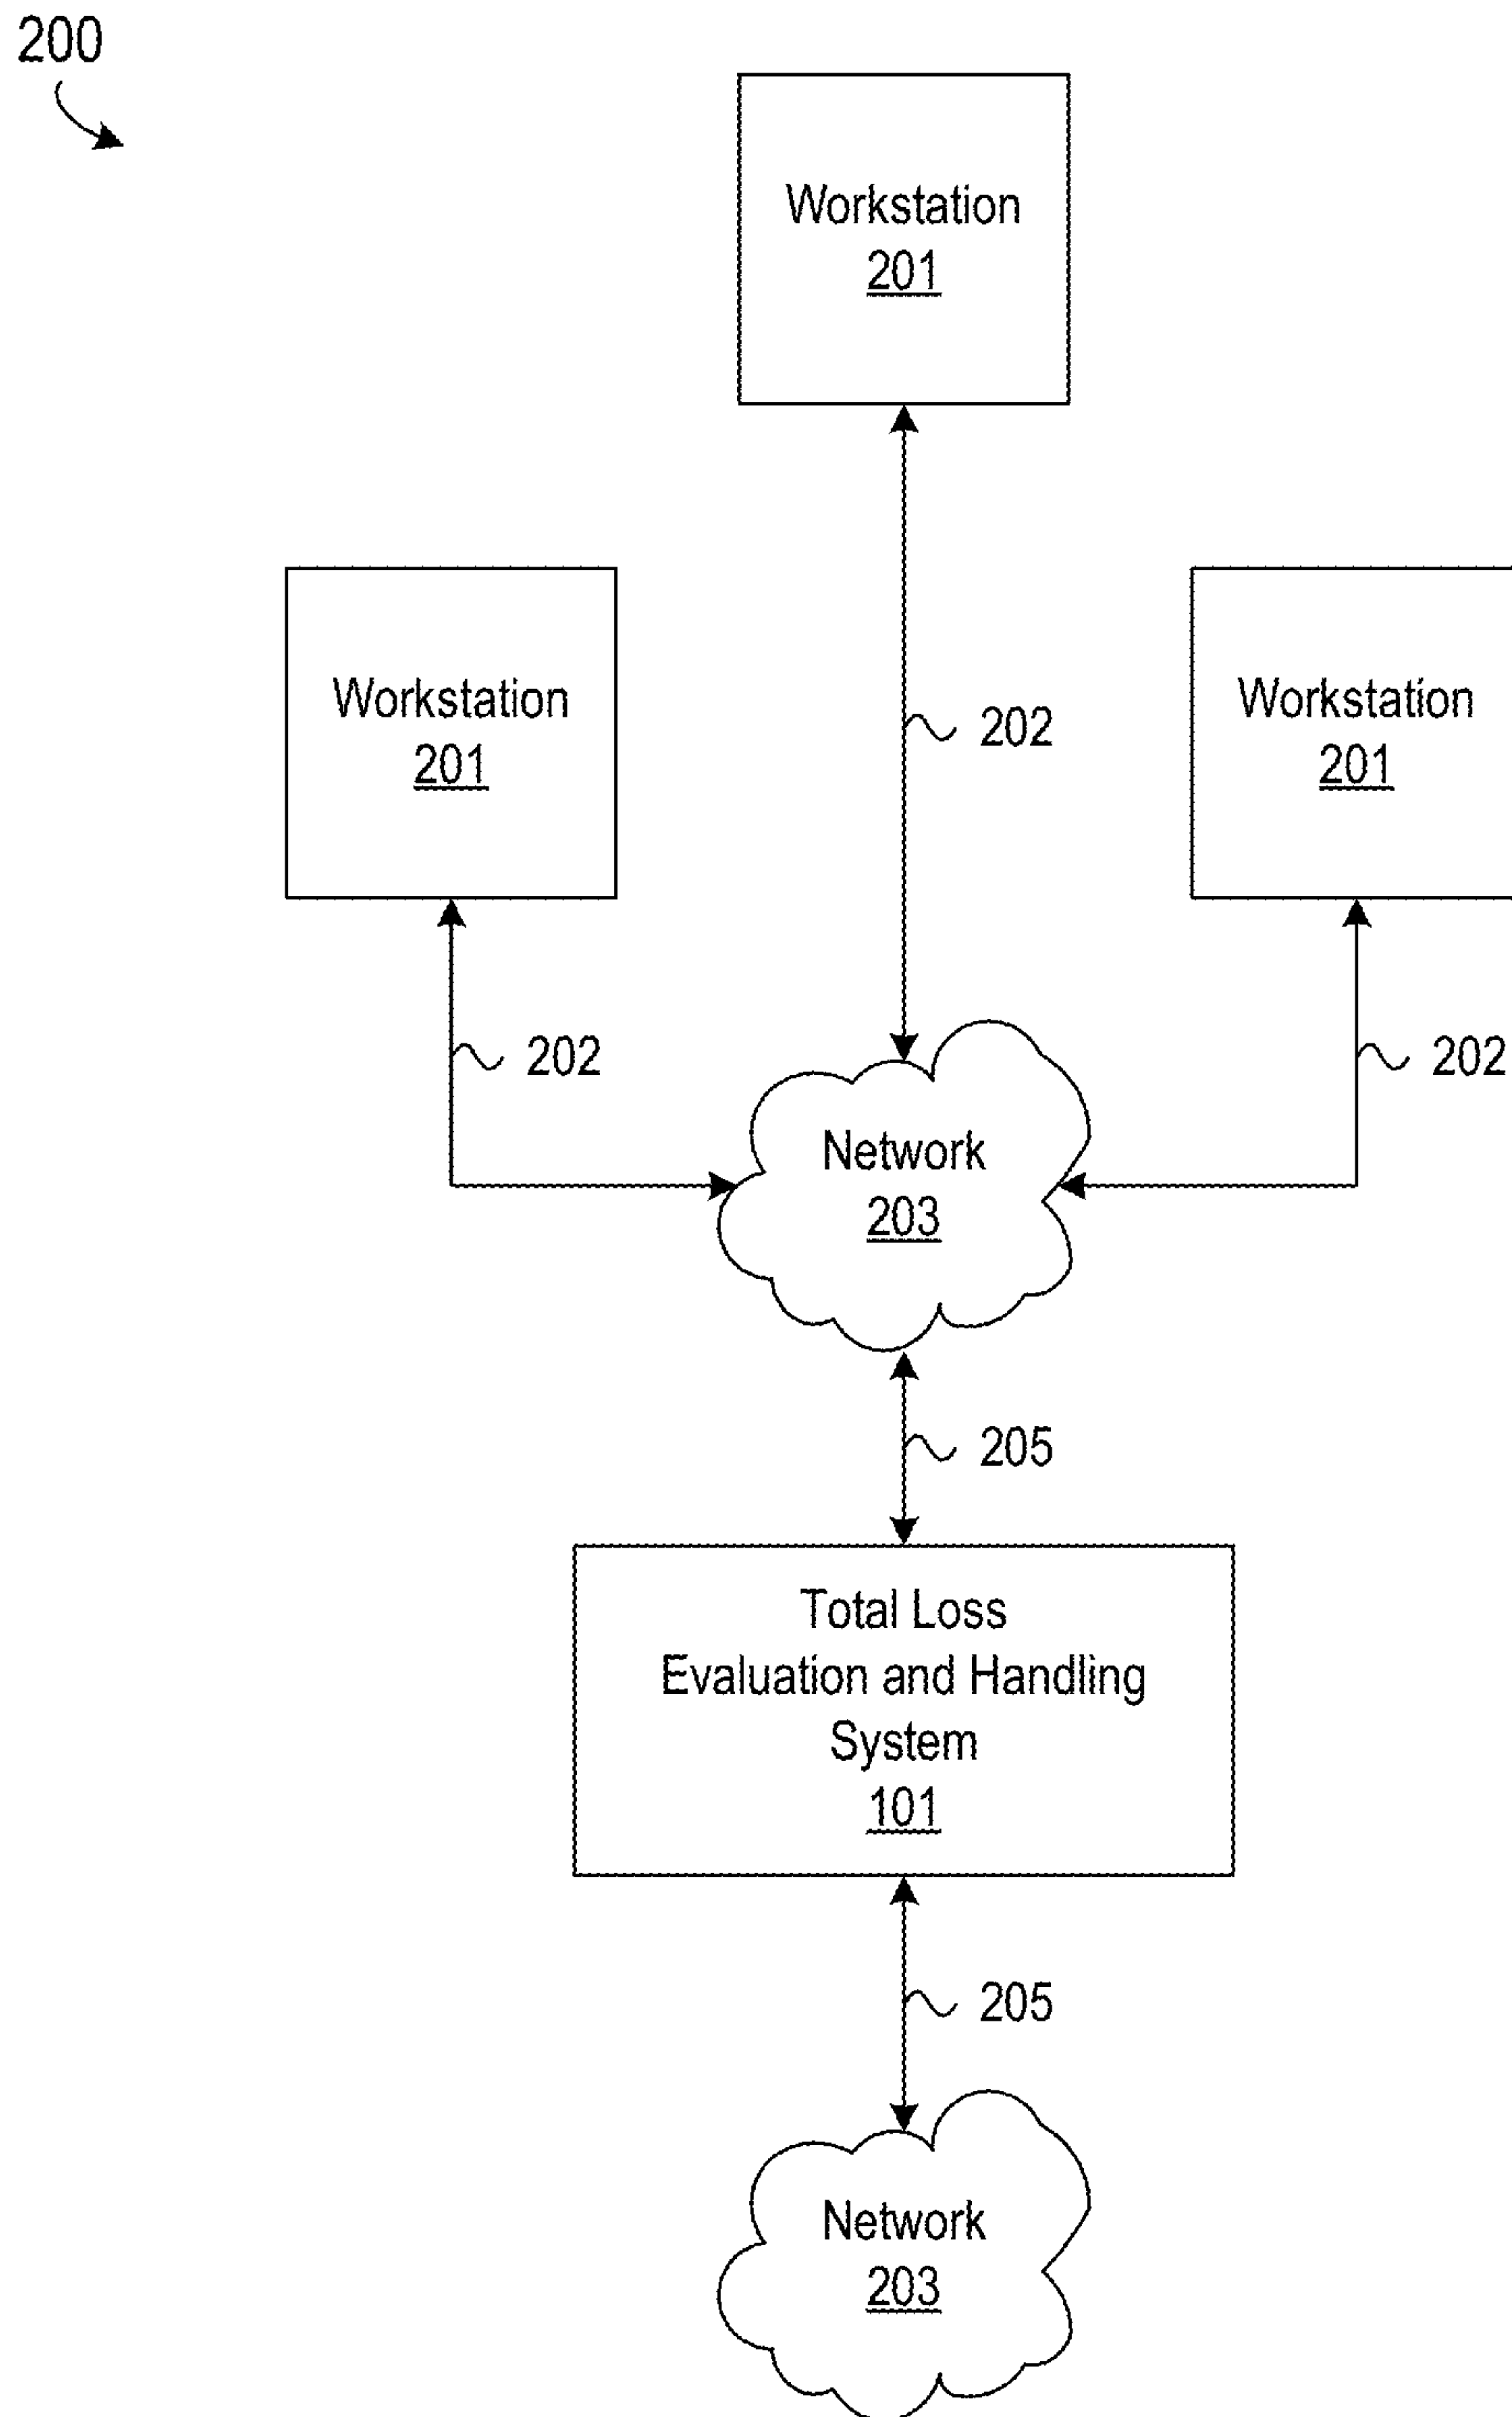 200
Workstation
201
Workstation
201
202
Workstation
201
202
202
Network
203
205
Total Loss
Evaluation and Handling
System
101
205
Network
203